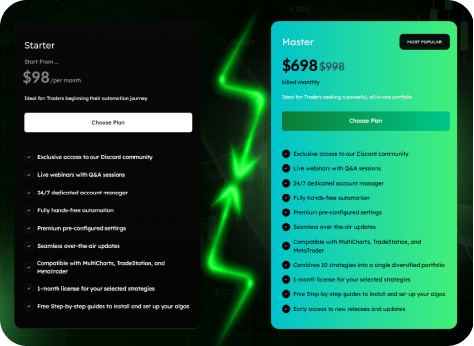 Starter
Start From ...
$98 /per month
Ideal for: Traders beginning their automation journey
Choose Plan
Exclusive access to our Discord community
Live webinars with Q&A sessions
24/7 dedicated account manager
Fully hands-free automation
Premium pre-configured settings
Seamless over-the-air updates
Compatible with MultiCharts, TradeStation, and
MetaTrader
1-month license for your selected strategies
Free Step-by-step guides to install and set up your algos
Master
MOST POPULAR
$698 $998
billed monthly
Ideal for: Traders seeking a powerful, all-in-one portfolio
Choose Plan
Exclusive access to our Discord community
Live webinars with Q&A sessions
24/7 dedicated account manager
Fully hands-free automation
Premium pre-configured settings
Seamless over-the-air updates
Compatible with MultiCharts, TradeStation, and
MetaTrader
Combines 10 strategies into a single diversified portfolio
1-month license for your selected strategies
Free Step-by-step guides to install and set up your algos
Early access to new releases and updates